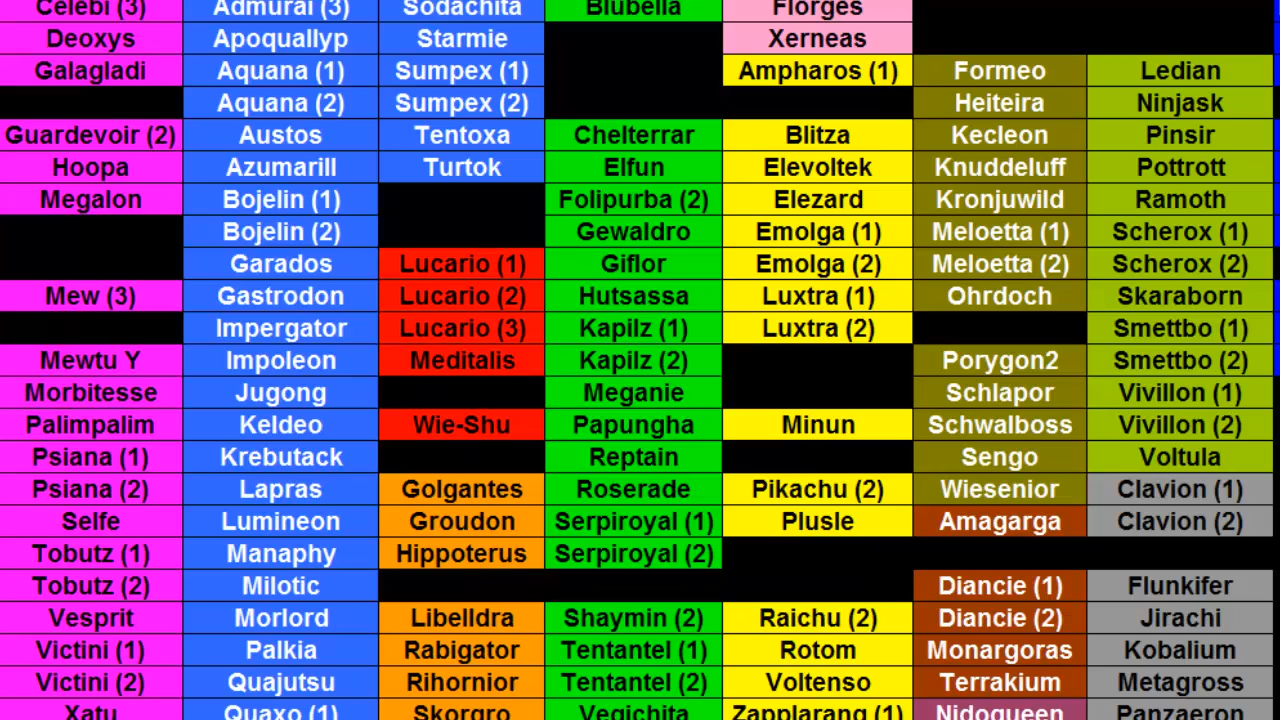 Celebi (3) Admurai (3) Sodachita Blubella Florges
Deoxys Apoquallyp Starmie Xerneas
Galagladi Aquana (1) Sumpex (1) Ampharos (1) Formeo Ledian
Aquana (2) Sumpex (2) Heiteira Ninjask
Guardevoir (2) Austos Tentoxa Chelterrar Blitza Kecleon Pinsir
Hoopa Azumarill Turtok Elfun Elevoltek Knuddeluff Pottrott
Megalon Bojelin (1) Folipurba (2) Elezard Kronjuwild Ramoth
Bojelin (2) Gewaldro Emolga (1) Meloetta (1) Scherox (1)
Garados Lucario (1) Giflor Emolga (2) Meloetta (2) Scherox (2)
Mew (3) Gastrodon Lucario (2) Hutsassa Luxtra (1) Ohrdoch Skaraborn
Impergator Lucario (3) Kapilz (1) Luxtra (2) Smettbo (1)
Mewtu Y Impoleon Meditalis Kapilz (2) Porygon2 Smettbo (2)
Morbitesse Jugong Meganie Schlapor Vivillon (1)
Palimpalim Keldeo Wie-Shu Papungha Minun Schwalboss Vivillon (2)
Psiana (1) Krebutack Reptain Sengo Voltula
Psiana (2) Lapras Golgantes Roserade Pikachu (2) Wiesenior Clavion (1)
Selfe Lumineon Groudon Serpiroyal (1) Plusle Amagarga Clavion (2)
Tobutz (1) Manaphy Hippoterus Serpiroyal (2)
Tobutz (2) Milotic Diancie (1) Flunkifer
Vesprit Morlord Libelldra Shaymin (2) Raichu (2) Diancie (2) Jirachi
Victini (1) Palkia Rabigator Tentantel (1) Rotom Monargoras Kobalium
Victini (2) Quajutsu Rihornior Tentantel (2) Voltenso Terrakium Metagross
Xatu Quaxo (1) Skorgro Vegichita Zapplarang (1) Nidoqueen Panzaeron